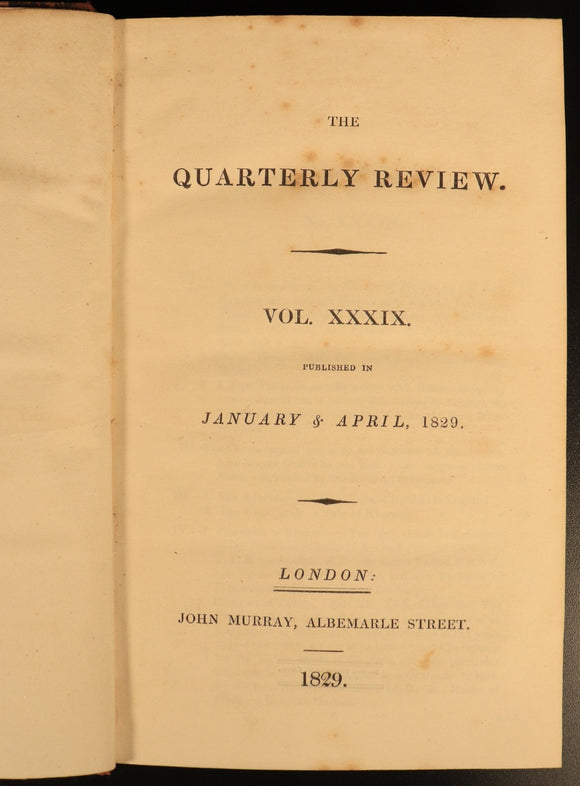 THE
QUARTERLY REVIEW.
VOL. XXXIX.
PUBLISHED IN
JANUARY & APRIL, 1829.
LONDON:
JOHN MURRAY, ALBEMARLE STREET.
1829.